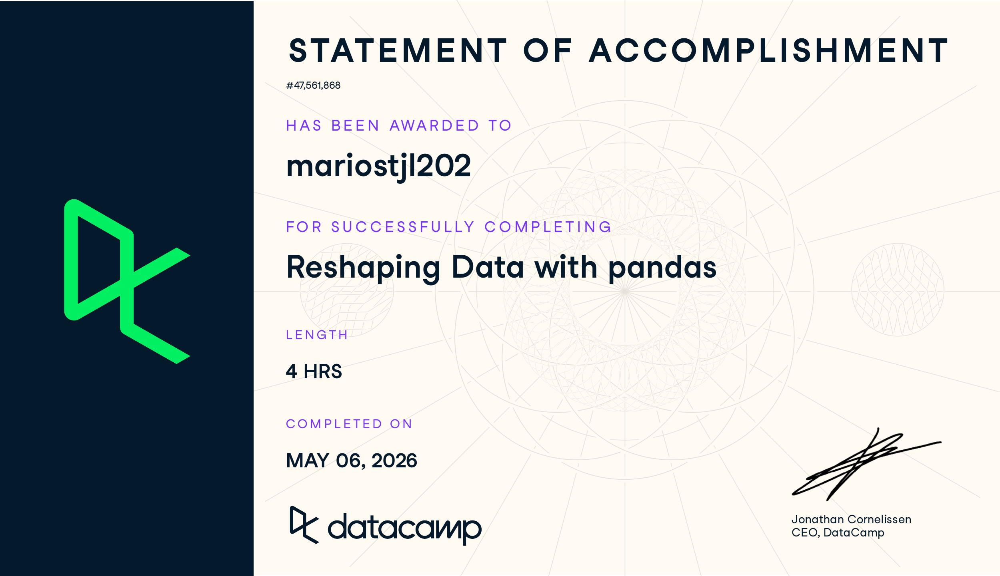 STATEMENT OF ACCOMPLISHMENT
#47,561,868
HAS BEEN AWARDED TO
mariostjl202
FOR SUCCESSFULLY COMPLETING
Reshaping Data with pandas
LENGTH
4 HRS
COMPLETED ON
MAY 06, 2026
datacamp
Jonathan Cornelissen
CEO, DataCamp